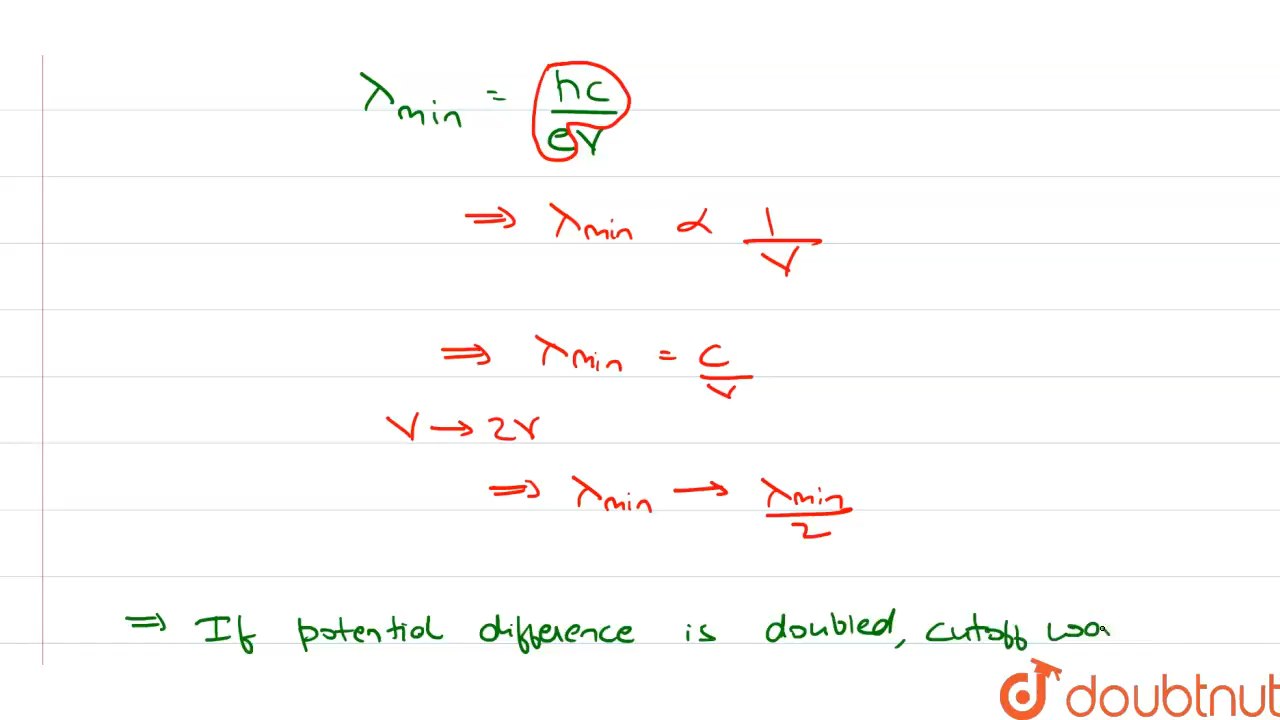 λmin = hc/eV
⇒ λmin ∝ 1/V
⇒ λmin = c/V
V → 2V
⇒ λmin → λmin/2
⇒ If potential difference is doubled, cutoff
doubtnut